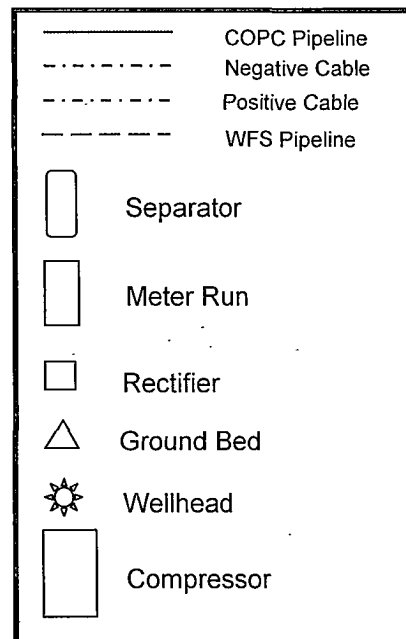 COPC Pipeline
Negative Cable
Positive Cable
WFS Pipeline
Separator
Meter Run
Rectifier
Ground Bed
Wellhead
Compressor